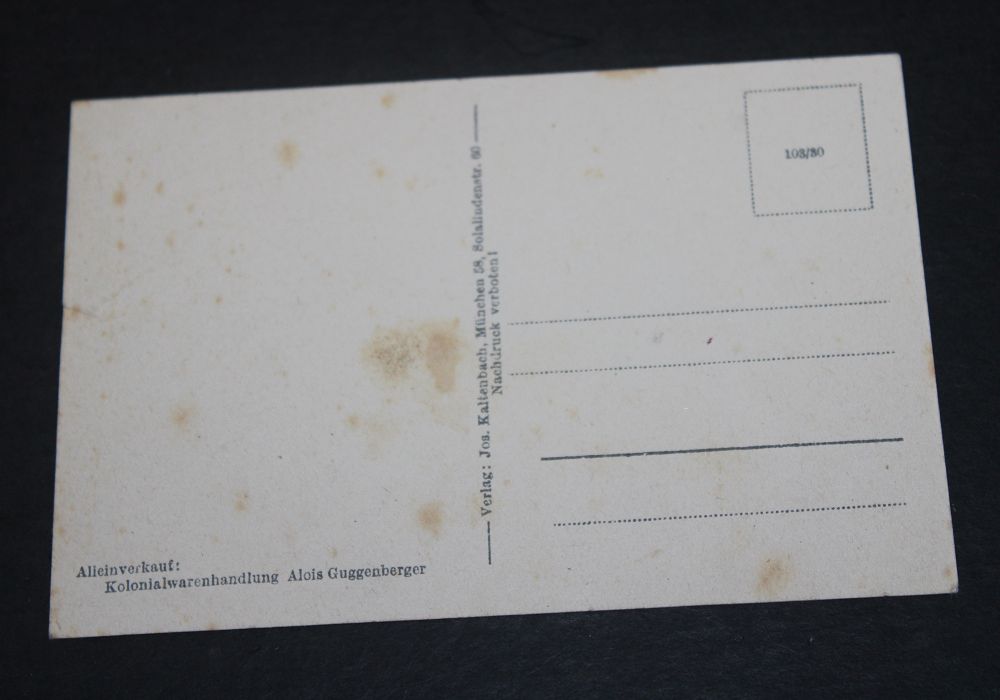 Alleinverkauf:
Kolonialwarenhandlung Alois Guggenberger
Verlag: Jos. Kaltenbach, München 58, Solalindenstr. 60
Nachdruck verboten!
103/30